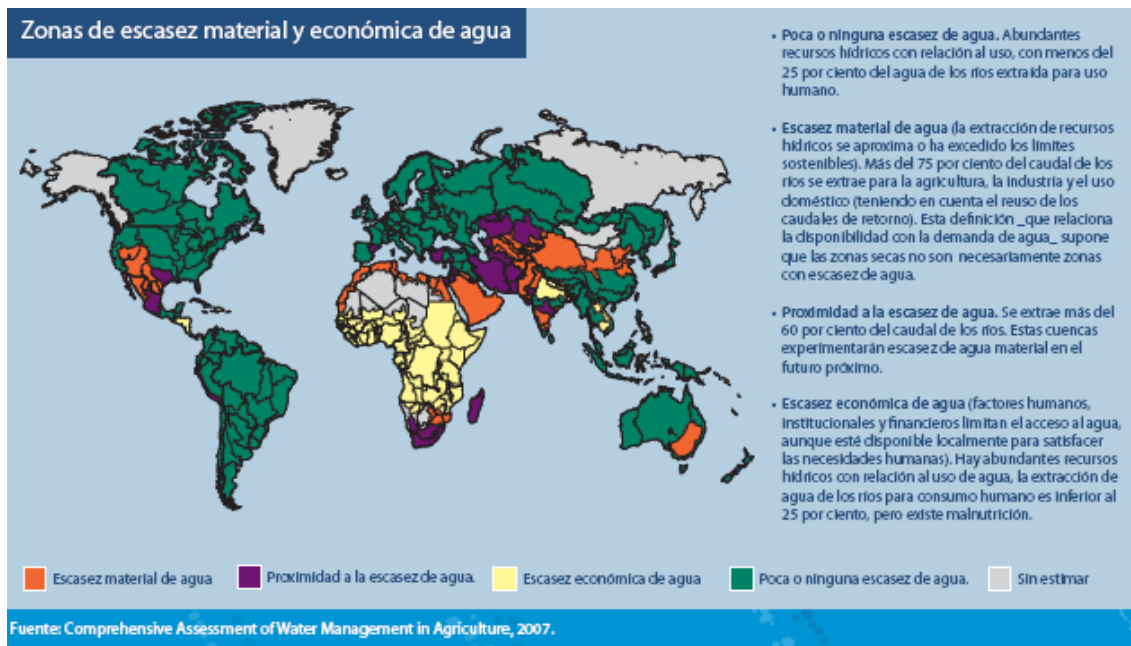 Zonas de escasez material y económica de agua
• Poca o ninguna escasez de agua. Abundantes
recursos hídricos con relación al uso, con menos del
25 por ciento del agua de los ríos extraída para uso
humano.
• Escasez material de agua (la extracción de recursos
hídricos se aproxima o ha excedido los límites
sostenibles). Más del 75 por ciento del caudal de los
ríos se extrae para la agricultura, la industria y el uso
doméstico (teniendo en cuenta el reuso de los
caudales de retorno). Esta definición _que relaciona
la disponibilidad con la demanda de agua_ supone
que las zonas secas no son necesariamente zonas
con escasez de agua.
• Proximidad a la escasez de agua. Se extrae más del
60 por ciento del caudal de los ríos. Estas cuencas
experimentarán escasez de agua material en el
futuro próximo.
• Escasez económica de agua (factores humanos,
institucionales y financieros limitan el acceso al agua,
aunque esté disponible localmente para satisfacer
las necesidades humanas). Hay abundantes recursos
hídricos con relación al uso de agua, la extracción de
agua de los ríos para consumo humano es inferior al
25 por ciento, pero existe malnutrición.
Escasez material de agua
Proximidad a la escasez de agua.
Escasez económica de agua
Poca o ninguna escasez de agua.
Sin estimar
Fuente: Comprehensive Assessment of Water Management in Agriculture, 2007.